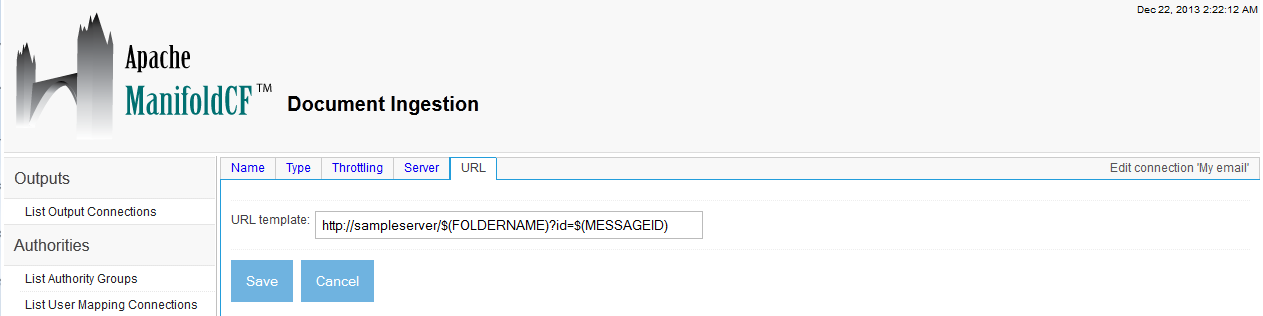 Dec 22, 2013 2:22:12 AM
Apache
ManifoldCF™ Document Ingestion
Outputs
List Output Connections
Authorities
List Authority Groups
List User Mapping Connections
Name Type Throttling Server URL Edit connection 'My email'
URL template: http://sampleserver/$(FOLDERNAME)?id=$(MESSAGEID)
Save Cancel